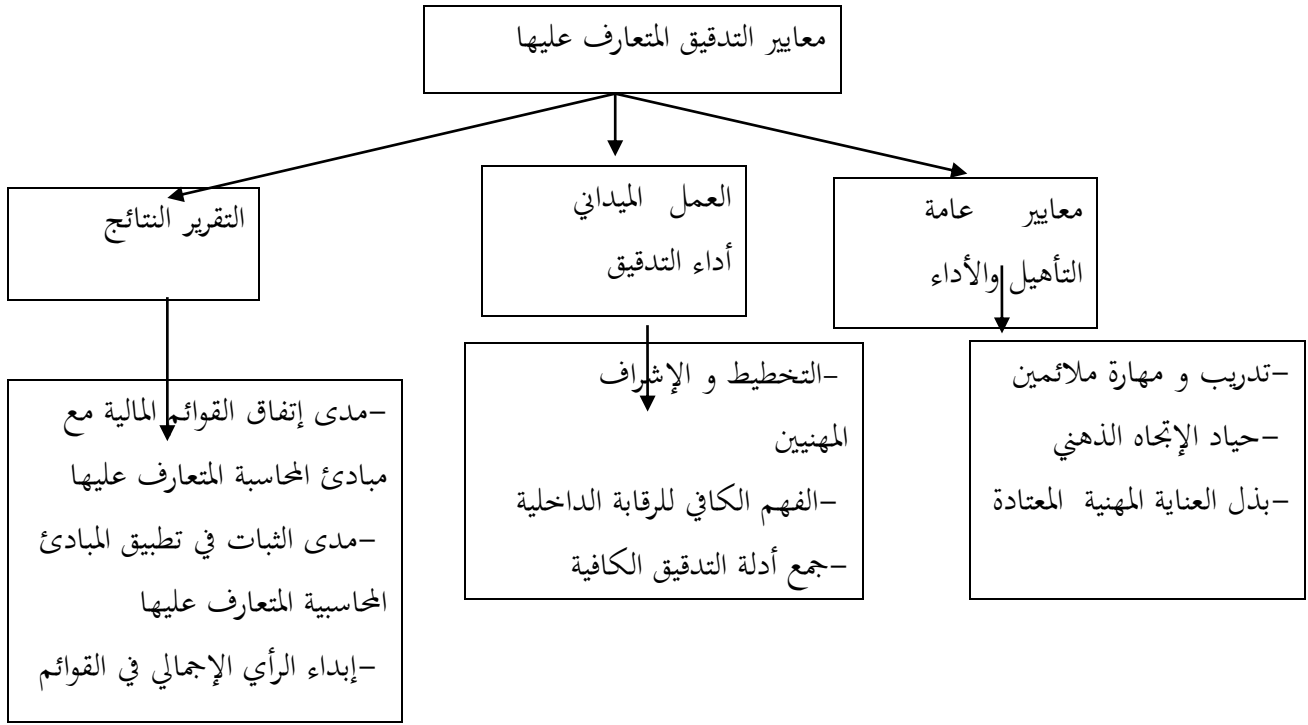 معايير التدقيق المتعارف عليها
معايير عامة
التأهيل والأداء
العمل الميداني
أداء التدقيق
التقرير النتائج
–تدريب و مهارة ملائمين
–حياد الإتجاه الذهني
–بذل العناية المهنية المعتادة
–التخطيط و الإشراف
المهنيين
–الفهم الكافي للرقابة الداخلية
–جمع أدلة التدقيق الكافية
–مدى إتفاق القوائم المالية مع
مبادئ المحاسبة المتعارف عليها
–مدى الثبات في تطبيق المبادئ
المحاسبية المتعارف عليها
–إبداء الرأي الإجمالي في القوائم